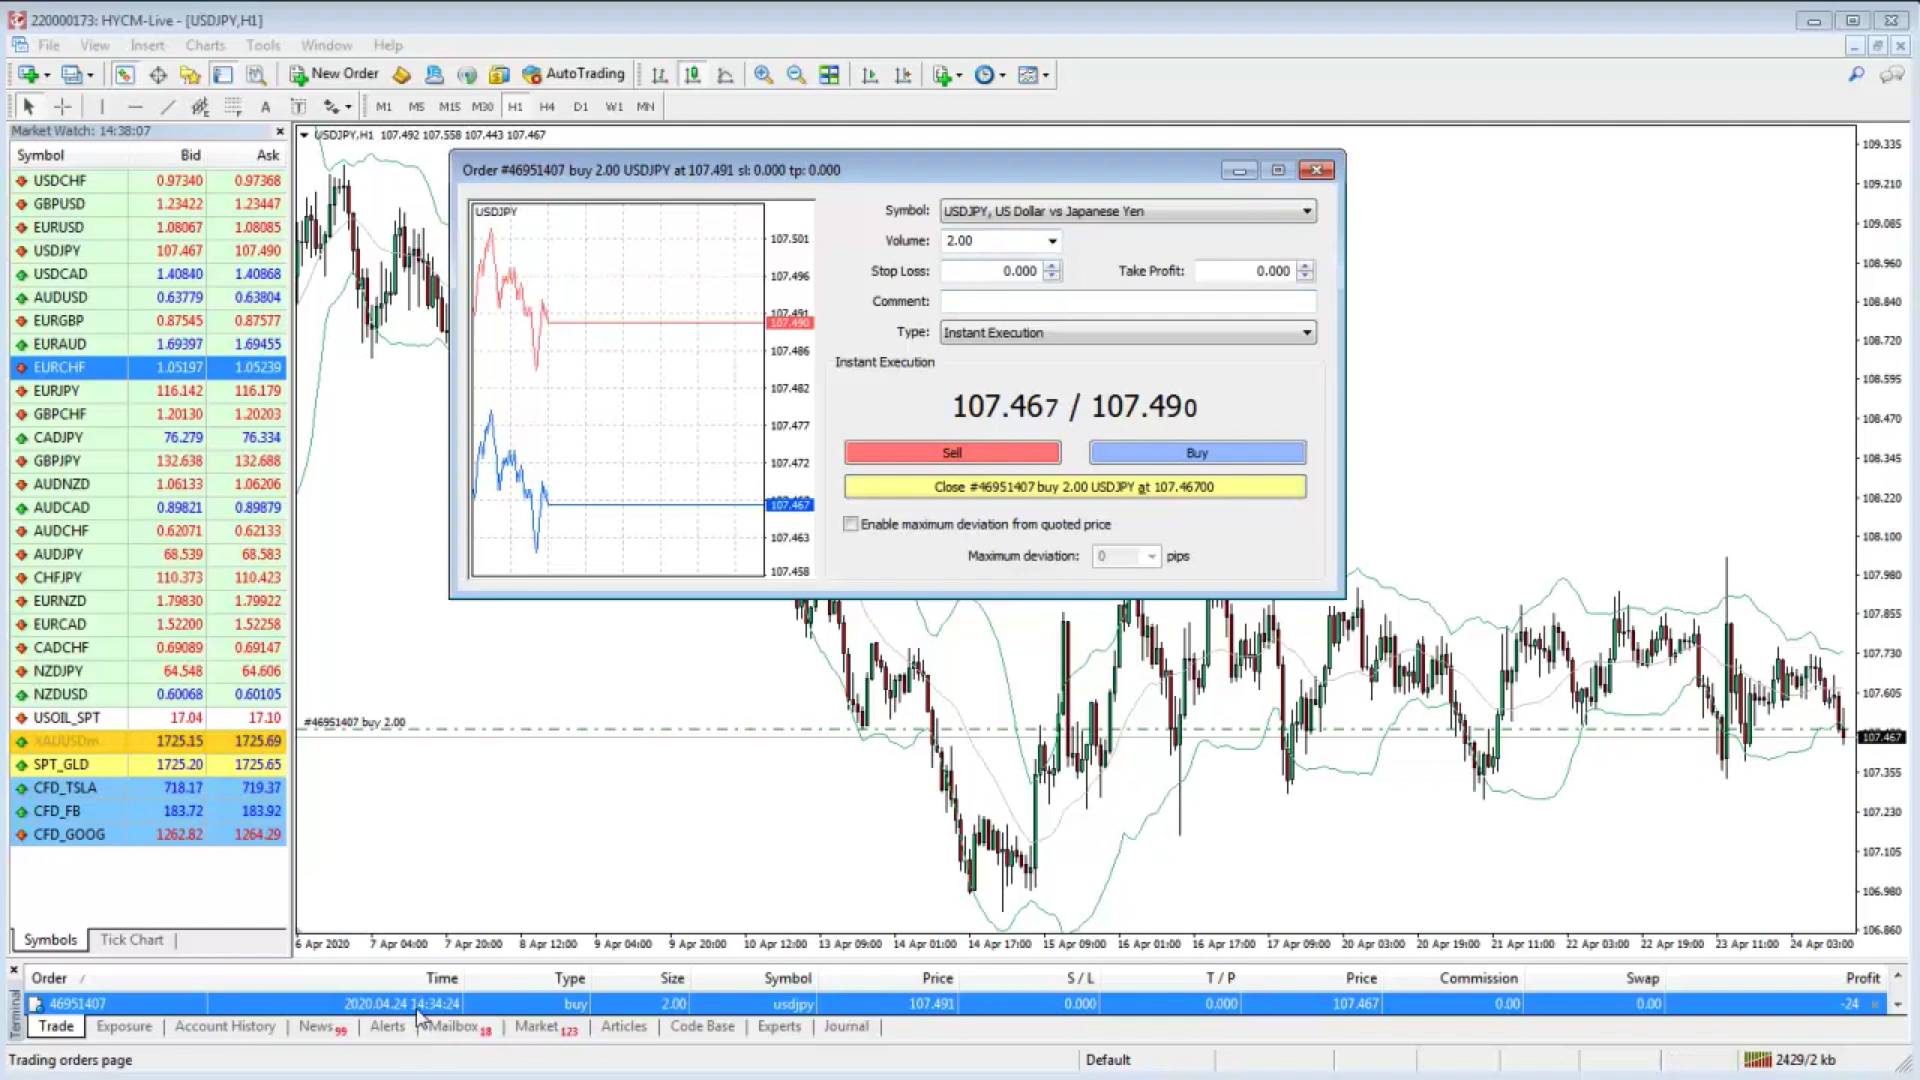 220000173: HYCM-Live - [USDJPY,H1]
File View Insert Charts Tools Window Help
New Order AutoTrading
A T M1 M5 M15 M30 H1 H4 D1 W1 MN
Market Watch: 14:38:07
Symbol Bid Ask
USDCHF 0.97340 0.97368
GBPUSD 1.23422 1.23447
EURUSD 1.08067 1.08085
USDJPY 107.467 107.490
USDCAD 1.40840 1.40868
AUDUSD 0.63779 0.63804
EURGBP 0.87545 0.87577
EURAUD 1.69397 1.69455
EURCHF 1.05197 1.05239
EURJPY 116.142 116.179
GBPCHF 1.20130 1.20203
CADJPY 76.279 76.334
GBPJPY 132.638 132.688
AUDNZD 1.06133 1.06206
AUDCAD 0.89821 0.89879
AUDCHF 0.62071 0.62133
AUDJPY 68.539 68.583
CHFJPY 110.373 110.423
EURNZD 1.79830 1.79922
EURCAD 1.52200 1.52258
CADCHF 0.69089 0.69147
NZDJPY 64.548 64.606
NZDUSD 0.60068 0.60105
USOIL_SPT 17.04 17.10
XAUUSDm 1725.15 1725.69
SPT_GLD 1725.20 1725.65
CFD_TSLA 718.17 719.37
CFD_FB 183.72 183.92
CFD_GOOG 1262.82 1264.29
Symbols Tick Chart
USDJPY,H1 107.492 107.558 107.443 107.467
Order #46951407 buy 2.00 USDJPY at 107.491 sl: 0.000 tp: 0.000
USDJPY
107.501
107.496
107.491
107.490
107.486
107.482
107.477
107.472
107.467
107.463
107.458
Symbol: USDJPY, US Dollar vs Japanese Yen
Volume: 2.00
Stop Loss: 0.000 Take Profit: 0.000
Comment:
Type: Instant Execution
Instant Execution
107.467 / 107.490
Sell Buy
Close #46951407 buy 2.00 USDJPY at 107.46700
Enable maximum deviation from quoted price
Maximum deviation: 0 pips
#46951407 buy 2.00
109.335
109.210
109.085
108.960
108.840
108.720
108.595
108.470
108.345
108.220
108.100
107.980
107.855
107.730
107.605
107.467
107.355
107.230
107.105
106.980
106.860
6 Apr 2020 7 Apr 04:00 7 Apr 20:00 8 Apr 12:00 9 Apr 04:00 9 Apr 20:00 10 Apr 12:00 13 Apr 09:00 14 Apr 01:00 14 Apr 17:00 15 Apr 09:00 16 Apr 01:00 16 Apr 17:00 17 Apr 09:00 20 Apr 03:00 20 Apr 19:00 21 Apr 11:00 22 Apr 03:00 22 Apr 19:00 23 Apr 11:00 24 Apr 03:00
Order / Time Type Size Symbol Price S / L T / P Price Commission Swap Profit
46951407 2020.04.24 14:34:24 buy 2.00 usdjpy 107.491 0.000 0.000 107.467 0.00 0.00 -24
Terminal
Trade Exposure Account History News 99 Alerts Mailbox 18 Market 123 Articles Code Base Experts Journal
Trading orders page Default 2429/2 kb